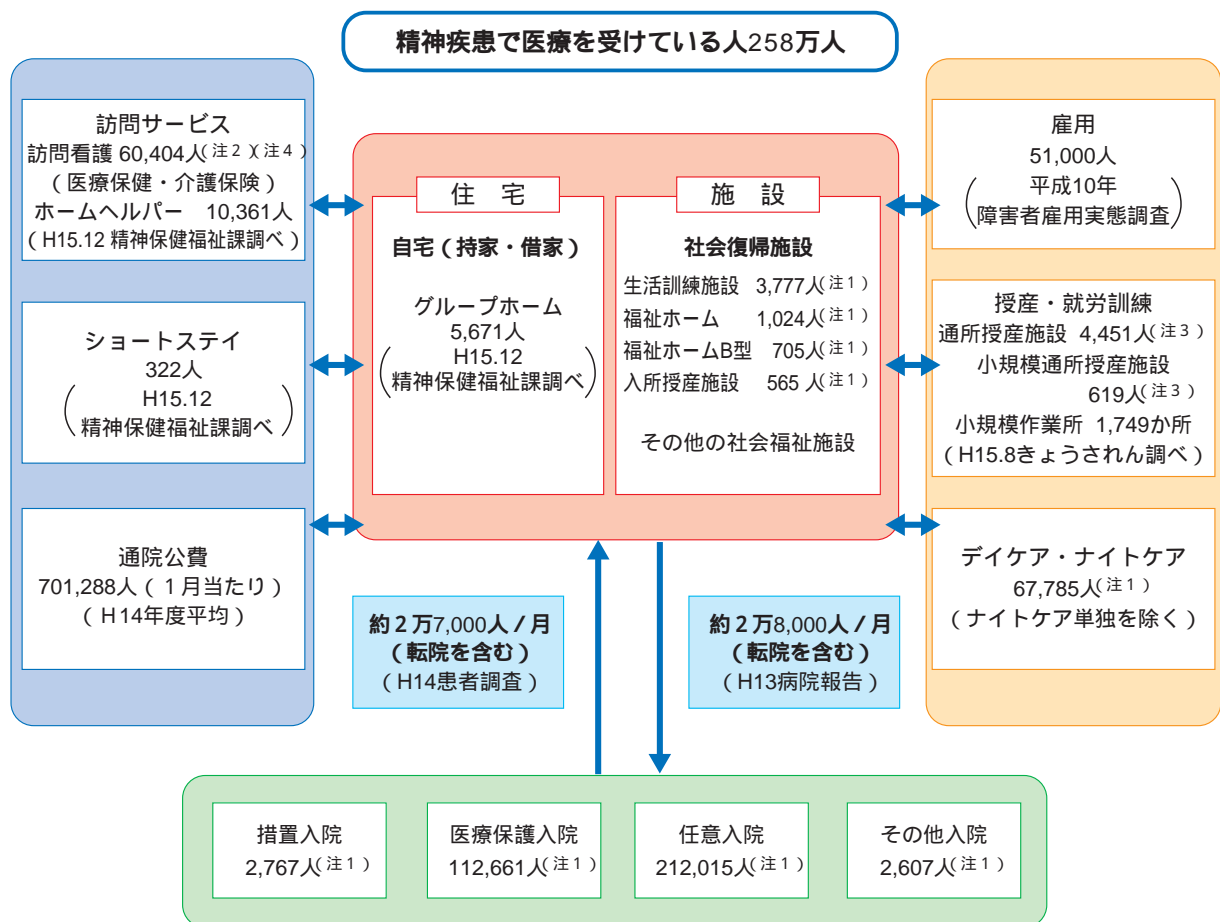 精神疾患で医療を受けている人258万人
訪問サービス
訪問看護 60,404人(注2)(注4)
(医療保健・介護保険)
ホームヘルパー 10,361人
(H15.12 精神保健福祉課調べ)
ショートステイ
322人
(H15.12
精神保健福祉課調べ)
通院公費
701,288人(1月当たり)
(H14年度平均)
住 宅
自宅(持家・借家)
グループホーム
5,671人
(H15.12
精神保健福祉課調べ)
施 設
社会復帰施設
生活訓練施設 3,777人(注1)
福祉ホーム 1,024人(注1)
福祉ホームB型 705人(注1)
入所授産施設 565人(注1)
その他の社会福祉施設
雇用
51,000人
(平成10年
障害者雇用実態調査)
授産・就労訓練
通所授産施設 4,451人(注3)
小規模通所授産施設
619人(注3)
小規模作業所 1,749か所
(H15.8きょうされん調べ)
デイケア・ナイトケア
67,785人(注1)
(ナイトケア単独を除く)
約2万7,000人/月
(転院を含む)
(H14患者調査)
約2万8,000人/月
(転院を含む)
(H13病院報告)
措置入院
2,767人(注1)
医療保護入院
112,661人(注1)
任意入院
212,015人(注1)
その他入院
2,607人(注1)